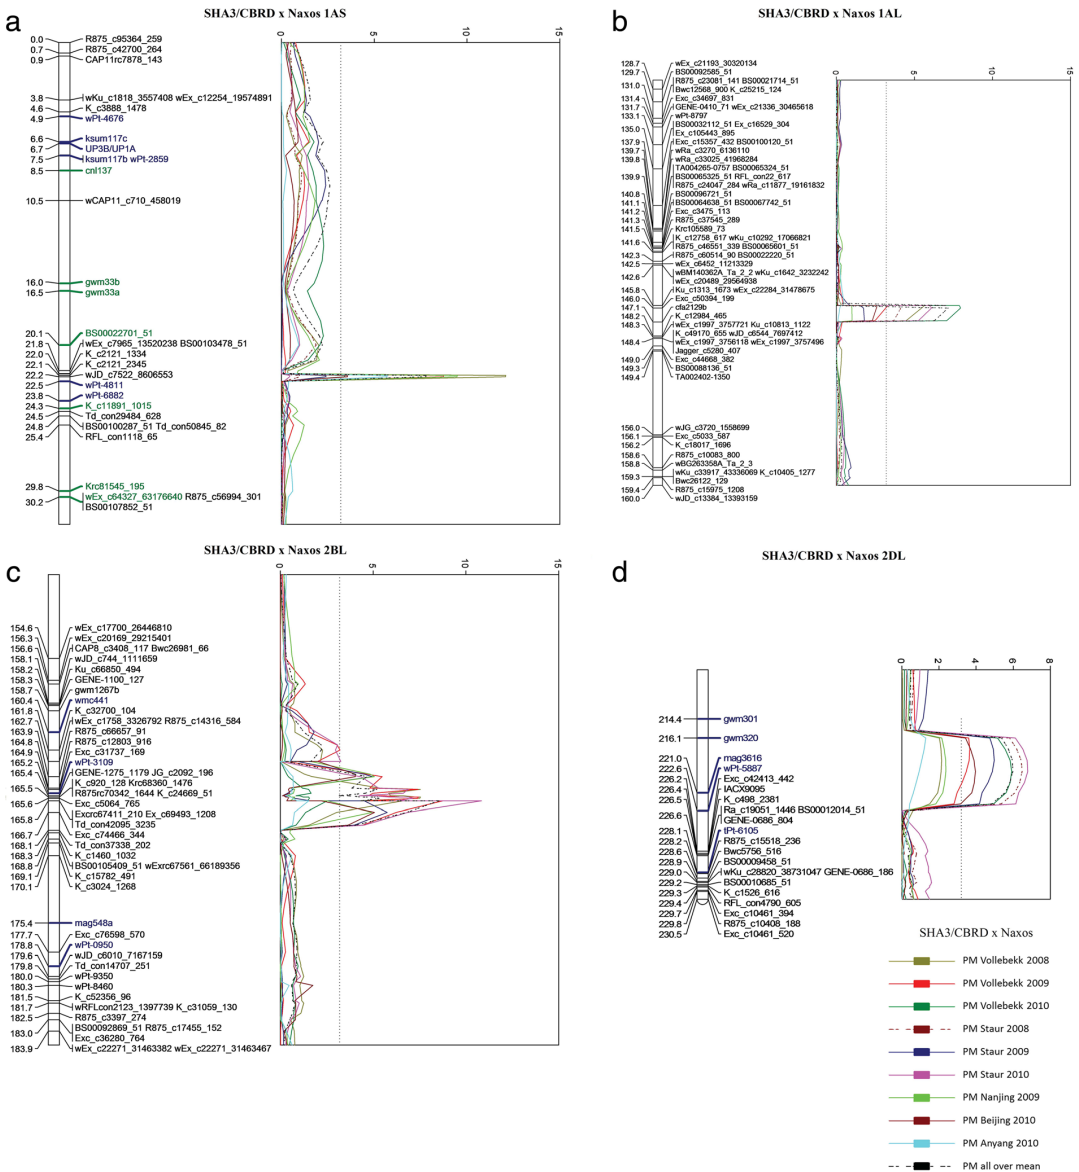 a
SHA3/CBRD x Naxos 1AS
0 5 10 15
0.0 R875_c95364_259
0.7 R875_c42700_264
0.9 CAP11rc7878_143
3.8 wKu_c1818_3557408 wEx_c12254_19574891
4.6 K_c3888_1478
4.9 wPt-4676
6.6 ksum117c
6.7 UP3B/UP1A
7.5 ksum117b wPt-2859
8.5 cnl137
10.5 wCAP11_c710_458019
16.0 gwm33b
16.5 gwm33a
20.1 BS00022701_51
21.8 wEx_c7965_13520238 BS00103478_51
22.0 K_c2121_1334
22.1 K_c2121_2345
22.2 wJD_c7522_8606553
22.5 wPt-4811
23.8 wPt-6882
24.3 K_c11891_1015
24.5 Td_con29484_628
24.8 BS00100287_51 Td_con50845_82
25.4 RFL_con1118_65
29.8 Krc81545_195
30.2 wEx_c64327_63176640 R875_c56994_301
BS00107852_51
b
SHA3/CBRD x Naxos 1AL
0 5 10 15
128.7 wEx_c21193_30320134
129.7 BS00092585_51
131.0 R875_c23081_141 BS00021714_51
Bwc12568_900 K_c25215_124
131.4 Exc_c34697_831
131.7 GENE-0410_71 wEx_c21336_30465618
133.1 wPt-8797
135.0 BS00032112_51 Ex_c16529_304
Ex_c105443_895
137.9 Exc_c15357_432 BS00100120_51
139.7 wRa_c3270_6136110
139.8 wRa_c33025_41968284
139.9 TA004265-0757 BS00065324_51
BS00065325_51 RFL_con22_617
R875_c24047_284 wRa_c11877_19161832
140.8 BS00096721_51
141.1 BS00064638_51 BS00067742_51
141.2 Exc_c3475_113
141.3 R875_c37545_289
141.5 Krc105589_73
141.6 K_c12758_617 wKu_c10292_17066821
R875_c46551_339 BS00065601_51
142.3 R875_c60514_90 BS00022220_51
142.5 wEx_c6452_11213329
142.6 wBM140362A_Ta_2_2 wKu_c1642_3232242
wEx_c20489_29564938
145.8 Ku_c1313_1673 wEx_c22284_31478675
146.0 Exc_c50394_199
147.1 cfa2129b
148.2 K_c12984_465
148.3 wEx_c1997_3757721 Ku_c10813_1122
K_c49170_655 wJD_c6544_7697412
148.4 wEx_c1997_3756118 wEx_c1997_3757496
Jagger_c5280_407
149.0 Exc_c44668_382
149.3 BS00088136_51
149.4 TA002402-1350
156.0 wJG_c3720_1558699
156.1 Exc_c5033_587
156.2 K_c18017_1696
158.6 R875_c10083_800
158.8 wBG263358A_Ta_2_3
159.3 wKu_c33917_43336069 K_c10405_1277
Bwc26122_129
159.4 R875_c15975_1208
160.0 wJD_c13384_13393159
c
SHA3/CBRD x Naxos 2BL
0 5 10 15
154.6 wEx_c17700_26446810
156.3 wEx_c20169_29215401
156.6 CAP8_c3408_117 Bwc26981_66
158.1 wJD_c744_1111659
158.2 Ku_c66850_494
158.3 GENE-1100_127
158.7 gwm1267b
160.4 wmc441
161.8 K_c32700_104
162.7 wEx_c1758_3326792 R875_c14316_584
163.9 R875_c66657_91
164.8 R875_c12803_916
164.9 Exc_c31737_169
165.2 wPt-3109
165.4 GENE-1275_1179 JG_c2092_196
165.5 K_c920_128 Krc68360_1476
R875rc70342_1644 K_c24669_51
165.6 Exc_c5064_765
165.8 Excrc67411_210 Ex_c69493_1208
Td_con42095_3235
166.7 Exc_c74466_344
168.1 Td_con37338_202
168.3 K_c1460_1032
168.8 BS00105409_51 wExrc67561_66189356
169.1 K_c15782_491
170.1 K_c3024_1268
175.4 mag548a
177.7 Exc_c76598_570
178.8 wPt-0950
179.6 wJD_c6010_7167159
179.8 Td_con14707_251
180.0 wPt-9350
180.3 wPt-8460
181.5 K_c52356_96
181.7 wRFLcon2123_1397739 K_c31059_130
182.5 R875_c3397_274
183.0 BS00092869_51 R875_c17455_152
Exc_c36280_764
183.9 wEx_c22271_31463382 wEx_c22271_31463467
d
SHA3/CBRD x Naxos 2DL
0 2 4 6 8
214.4 gwm301
216.1 gwm320
221.0 mag3616
222.6 wPt-5887
226.2 Exc_c42413_442
226.4 IACX9095
226.5 K_c498_2381
226.6 Ra_c19051_1446 BS00012014_51
GENE-0686_804
228.1 tPt-6105
228.2 R875_c15518_236
228.6 Bwc5756_516
228.9 BS00009458_51
229.0 wKu_c28820_38731047 GENE-0686_186
229.2 BS00010685_51
229.3 K_c1526_616
229.4 RFL_con4790_605
229.7 Exc_c10461_394
229.8 R875_c10408_188
230.5 Exc_c10461_520
SHA3/CBRD x Naxos
PM Vollebekk 2008
PM Vollebekk 2009
PM Vollebekk 2010
PM Staur 2008
PM Staur 2009
PM Staur 2010
PM Nanjing 2009
PM Beijing 2010
PM Anyang 2010
PM all over mean